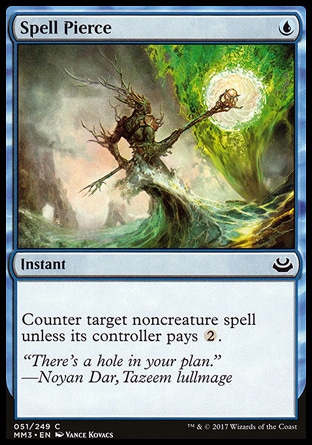 Spell Pierce
Instant
Counter target noncreature spell
unless its controller pays 2.
“There’s a hole in your plan.”
—Noyan Dar, Tazeem lullmage
051/249 C
MM3 • EN Vance Kovacs
™ & © 2017 Wizards of the Coast